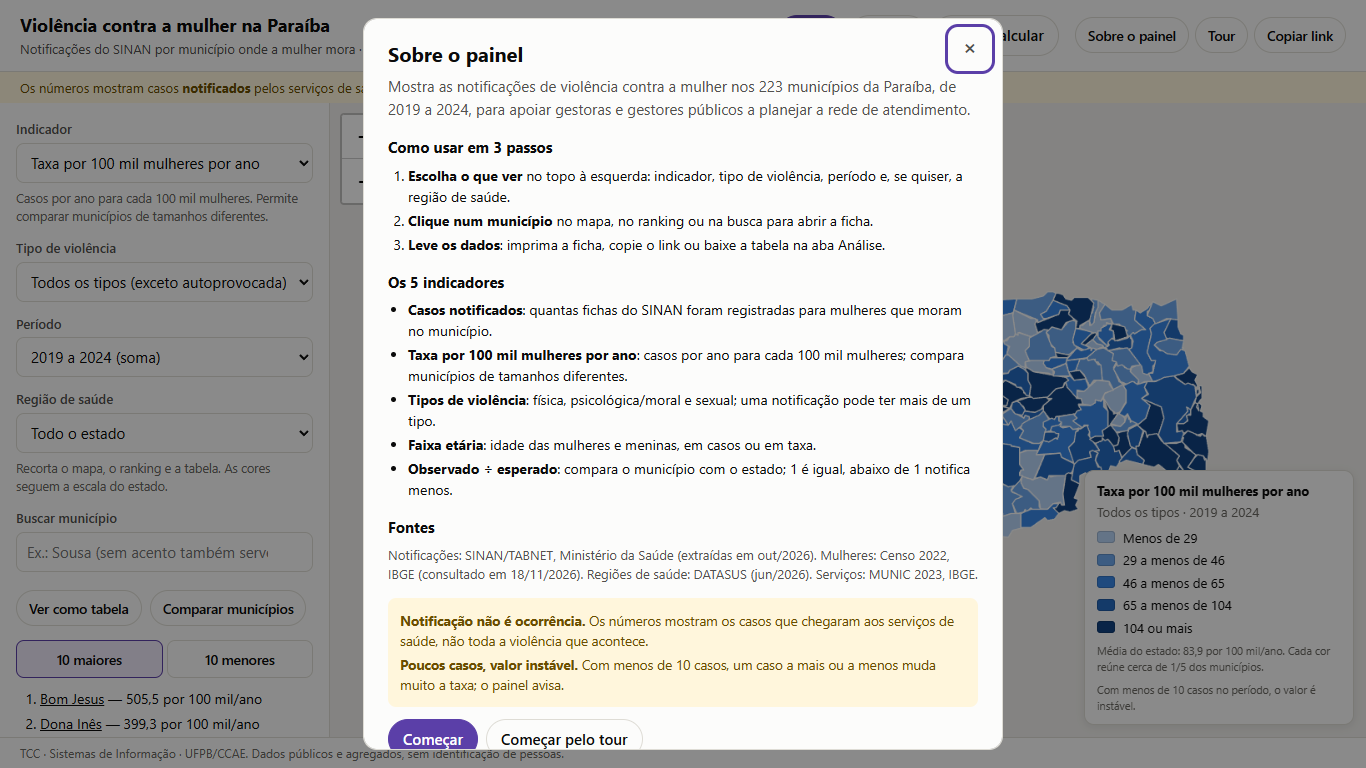 Violência contra a mulher na Paraíba
Notificações do SINAN por município onde a mulher mora ·
alcular
Sobre o painel
Tour
Copiar link
Os números mostram casos notificados pelos serviços de sa
Indicador
Taxa por 100 mil mulheres por ano
Casos por ano para cada 100 mil mulheres. Permite
comparar municípios de tamanhos diferentes.
Tipo de violência
Todos os tipos (exceto autoprovocada)
Período
2019 a 2024 (soma)
Região de saúde
Todo o estado
Recorta o mapa, o ranking e a tabela. As cores
seguem a escala do estado.
Buscar município
Ex.: Sousa (sem acento também serve
Ver como tabela
Comparar municípios
10 maiores
10 menores
1. Bom Jesus — 505,5 por 100 mil/ano
2. Dona Inês — 399,3 por 100 mil/ano
Sobre o painel
×
Mostra as notificações de violência contra a mulher nos 223 municípios da Paraíba, de
2019 a 2024, para apoiar gestoras e gestores públicos a planejar a rede de atendimento.
Como usar em 3 passos
1. Escolha o que ver no topo à esquerda: indicador, tipo de violência, período e, se quiser, a
região de saúde.
2. Clique num município no mapa, no ranking ou na busca para abrir a ficha.
3. Leve os dados: imprima a ficha, copie o link ou baixe a tabela na aba Análise.
Os 5 indicadores
• Casos notificados: quantas fichas do SINAN foram registradas para mulheres que moram
no município.
• Taxa por 100 mil mulheres por ano: casos por ano para cada 100 mil mulheres; compara
municípios de tamanhos diferentes.
• Tipos de violência: física, psicológica/moral e sexual; uma notificação pode ter mais de um
tipo.
• Faixa etária: idade das mulheres e meninas, em casos ou em taxa.
• Observado ÷ esperado: compara o município com o estado; 1 é igual, abaixo de 1 notifica
menos.
Fontes
Notificações: SINAN/TABNET, Ministério da Saúde (extraídas em out/2026). Mulheres: Censo 2022,
IBGE (consultado em 18/11/2026). Regiões de saúde: DATASUS (jun/2026). Serviços: MUNIC 2023, IBGE.
Notificação não é ocorrência. Os números mostram os casos que chegaram aos serviços de
saúde, não toda a violência que acontece.
Poucos casos, valor instável. Com menos de 10 casos, um caso a mais ou a menos muda
muito a taxa; o painel avisa.
Começar
Começar pelo tour
Taxa por 100 mil mulheres por ano
Todos os tipos · 2019 a 2024
Menos de 29
29 a menos de 46
46 a menos de 65
65 a menos de 104
104 ou mais
Média do estado: 83,9 por 100 mil/ano. Cada cor
reúne cerca de 1/5 dos municípios.
Com menos de 10 casos no período, o valor é
instável.
TCC · Sistemas de Informação · UFPB/CCAE. Dados públicos e agregados, sem identificação de pessoas.